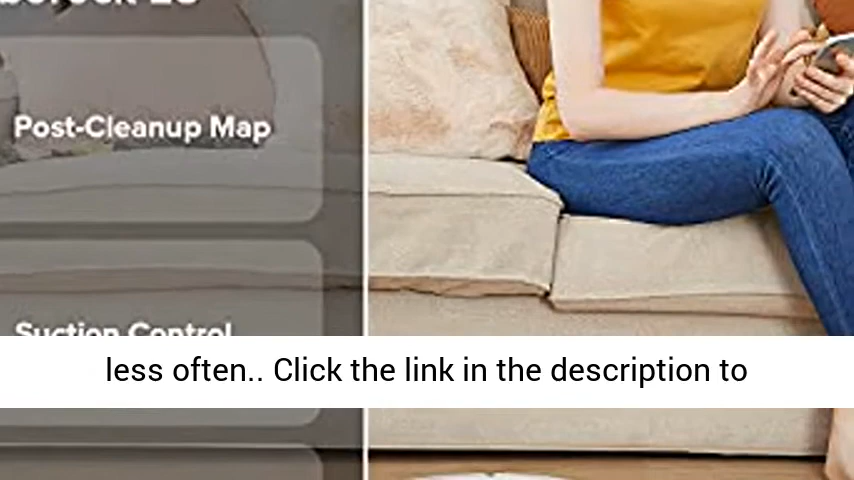 Post-Cleanup Map
Suction Control
less often.. Click the link in the description to